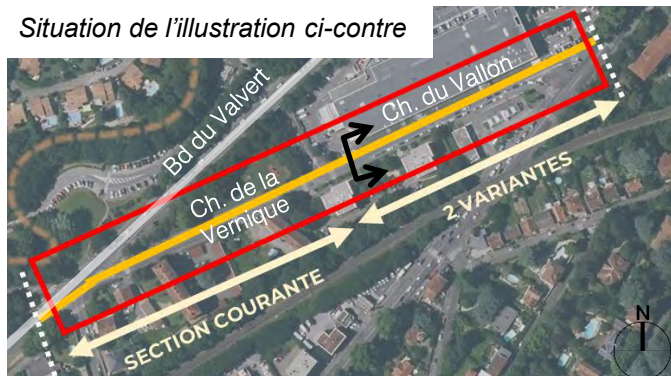 Situation de l'illustration ci-contre
Bd du Valvert
Ch. du Vallon
Ch. de la
Vernique
2 VARIANTES
SECTION COURANTE
N